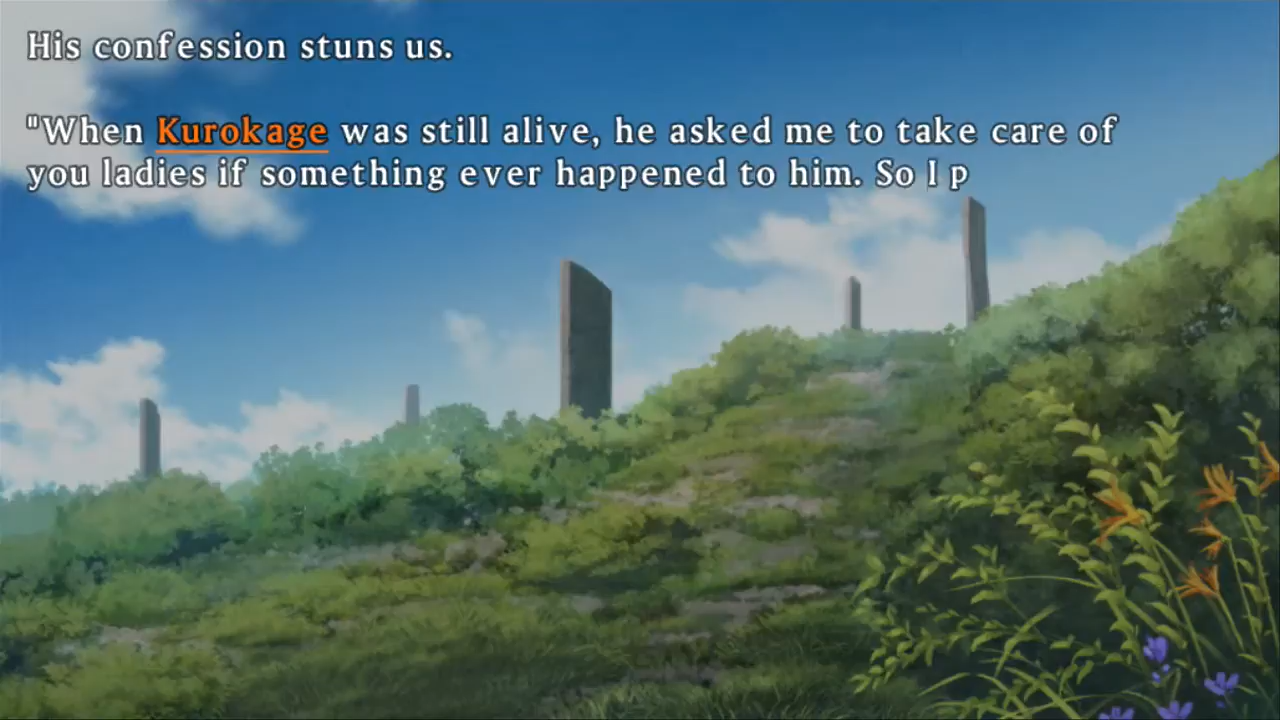 His confession stuns us.
"When Kurokage was still alive, he asked me to take care of
you ladies if something ever happened to him. So I p